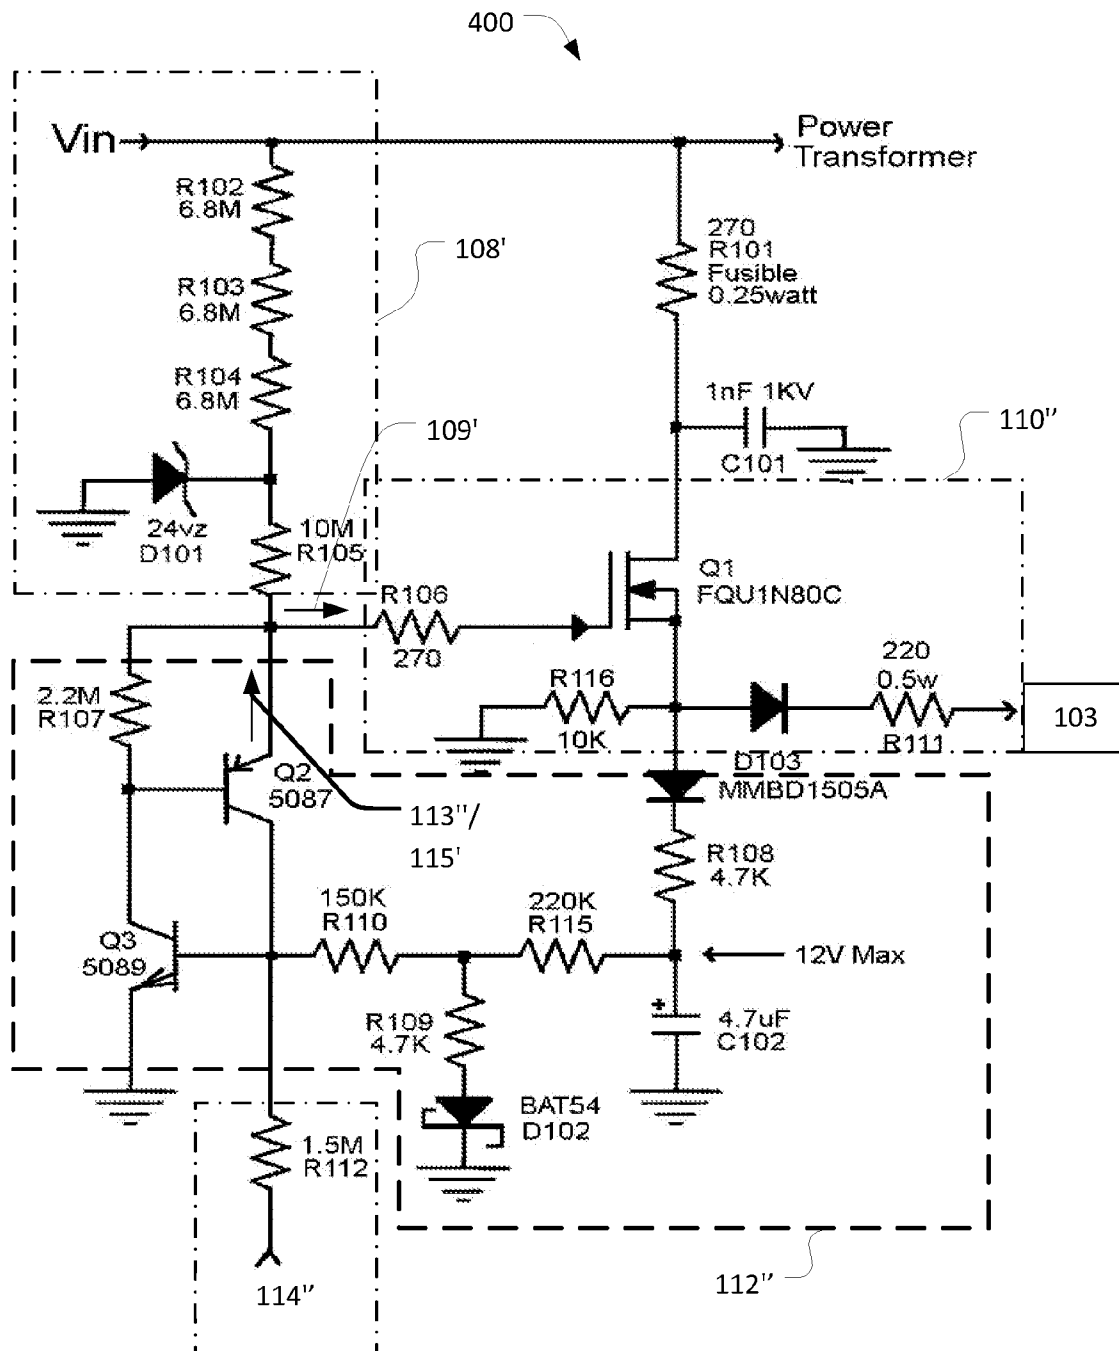 400
Vin
Power
Transformer
R102
6.8M
270
R101
Fusible
0.25watt
108'
R103
6.8M
R104
6.8M
1nF 1KV
C101
109'
110"
24vz
D101
10M
R105
Q1
FQU1N80C
R106
270
2.2M
R107
R116
10K
220
0.5w
R111
103
D103
MMBD1505A
Q2
5087
113"/
115'
R108
4.7K
150K
R110
220K
R115
12V Max
Q3
5089
R109
4.7K
+
4.7uF
C102
BAT54
D102
1.5M
R112
114"
112"